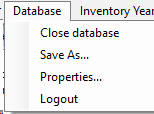 Database Inventory Year
Close database
Save As...
Properties...
Logout